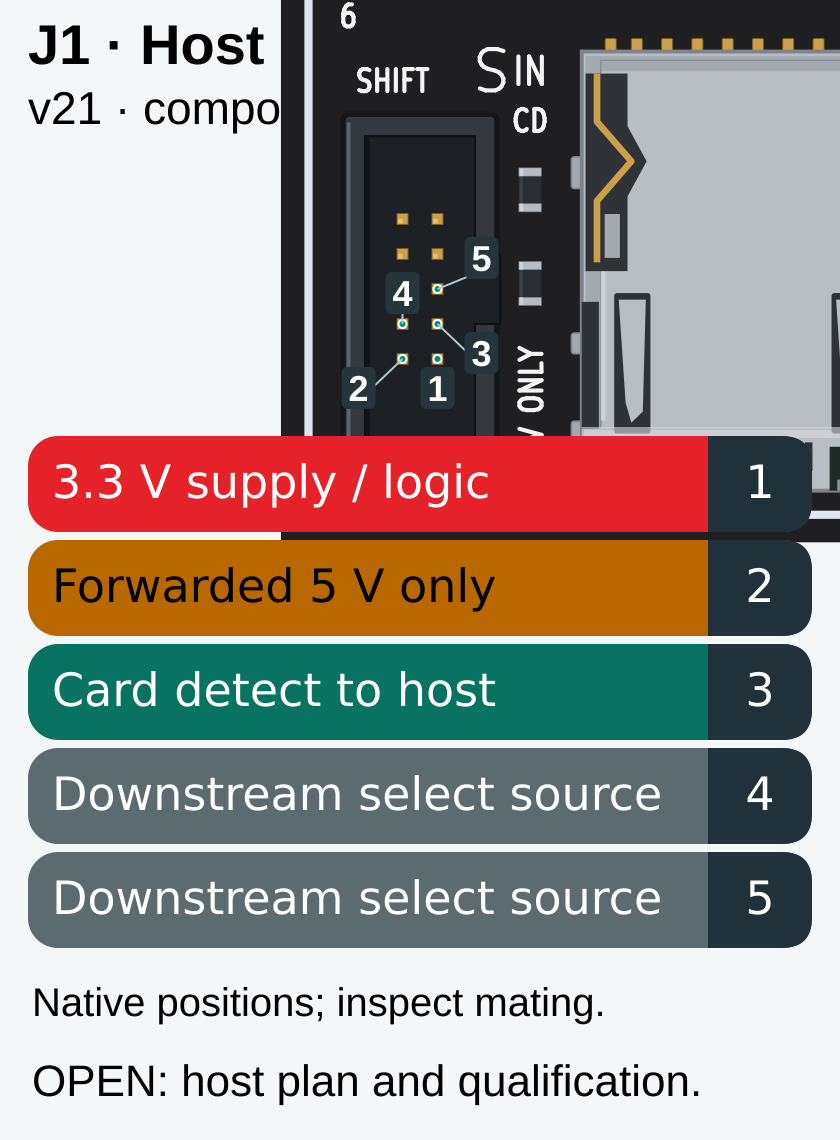 J1 · Host
v21 · compo
6
SHIFT
S IN
CD
5
4
3
2
1
ONLY
3.3 V supply / logic 1
Forwarded 5 V only 2
Card detect to host 3
Downstream select source 4
Downstream select source 5
Native positions; inspect mating.
OPEN: host plan and qualification.